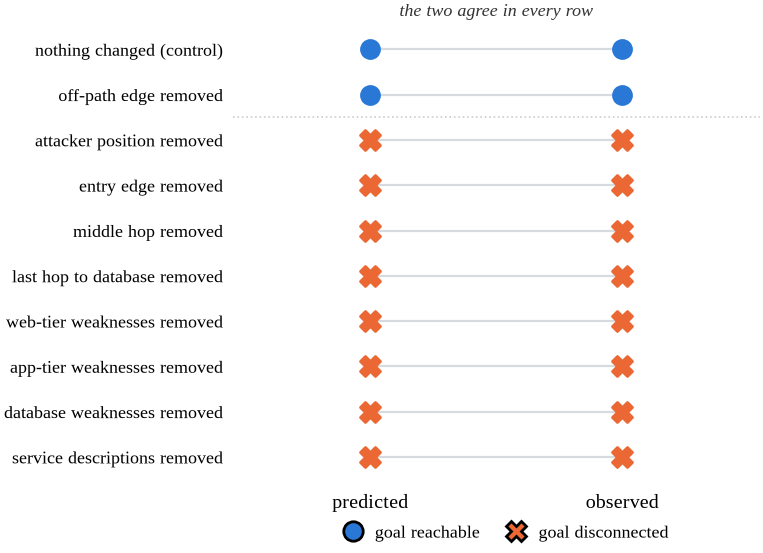 the two agree in every row
nothing changed (control)
off-path edge removed
attacker position removed
entry edge removed
middle hop removed
last hop to database removed
web-tier weaknesses removed
app-tier weaknesses removed
database weaknesses removed
service descriptions removed
predicted observed
goal reachable goal disconnected